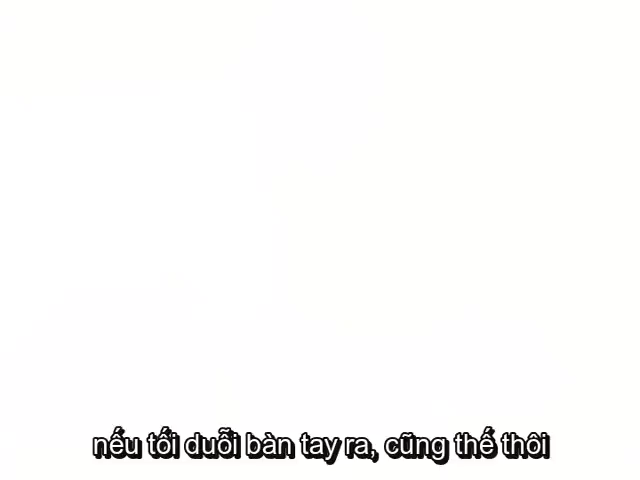 nếu tối duỗi bàn tay ra, cũng thế thôi